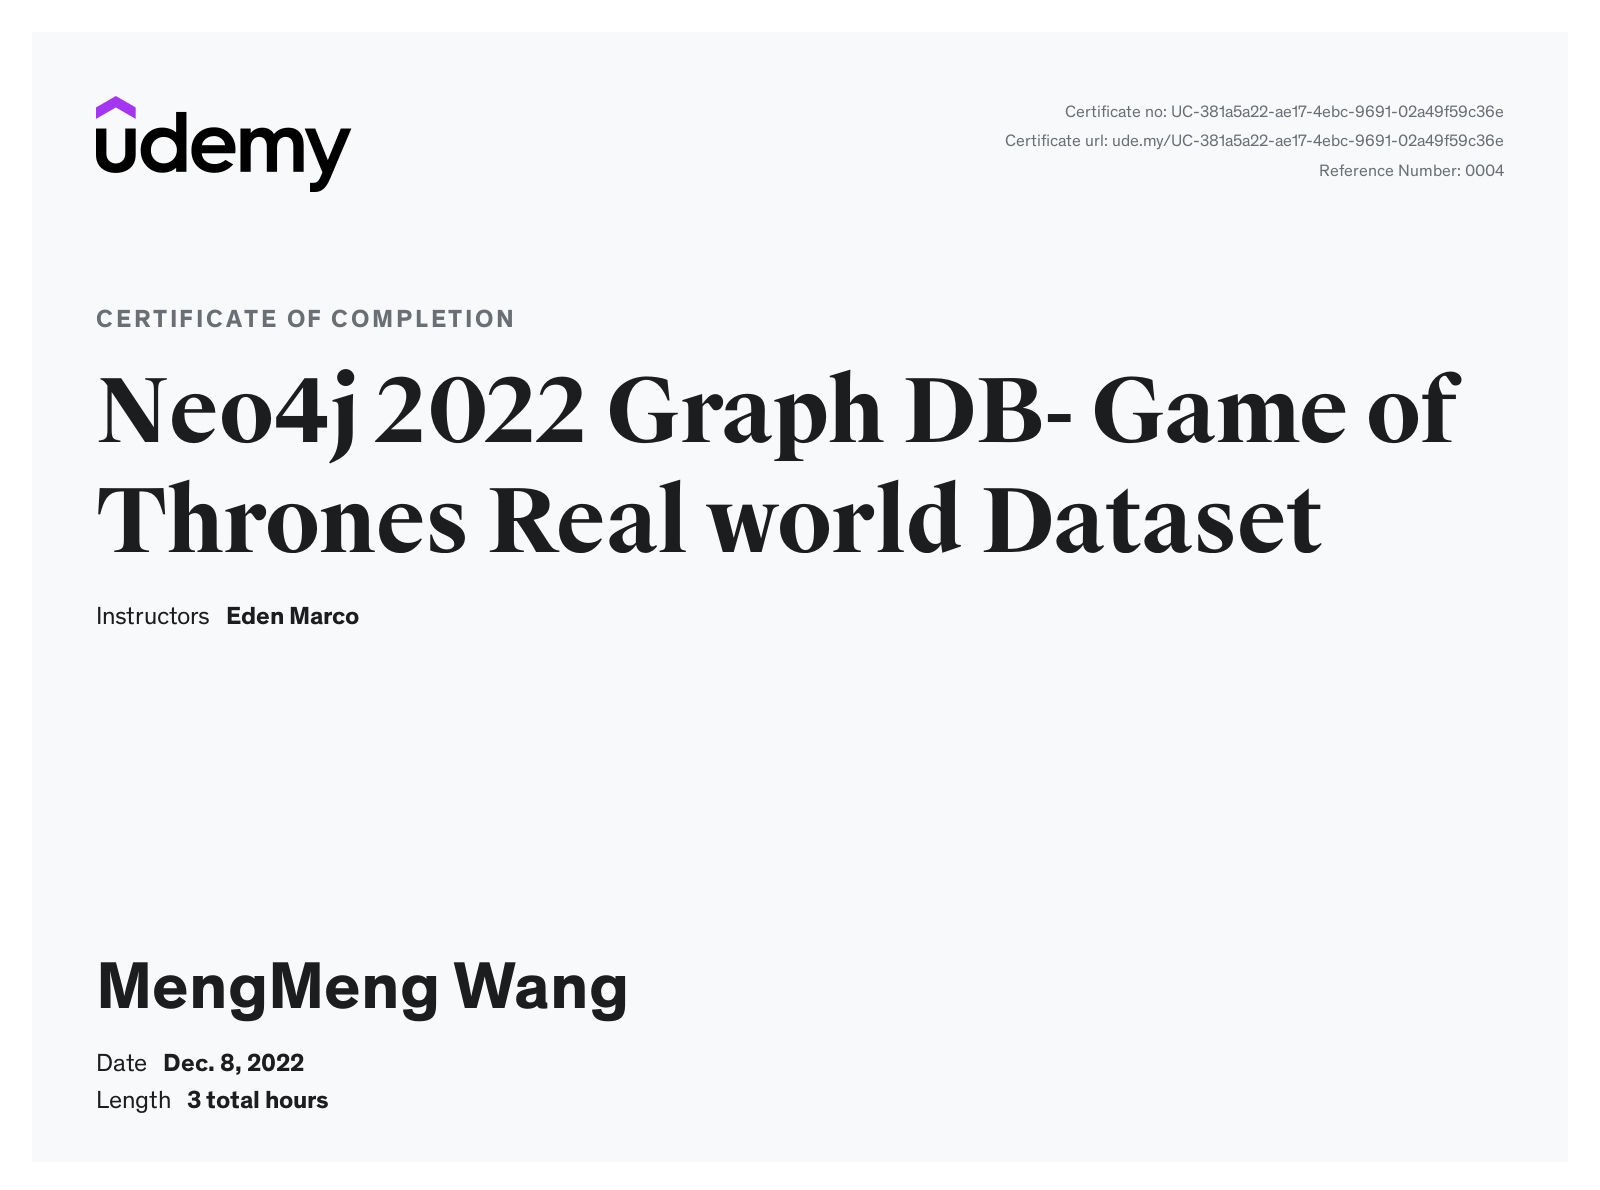 udemy
Certificate no: UC-381a5a22-ae17-4ebc-9691-02a49f59c36e
Certificate url: ude.my/UC-381a5a22-ae17-4ebc-9691-02a49f59c36e
Reference Number: 0004
CERTIFICATE OF COMPLETION
Neo4j 2022 Graph DB- Game of
Thrones Real world Dataset
Instructors Eden Marco
MengMeng Wang
Date Dec. 8, 2022
Length 3 total hours